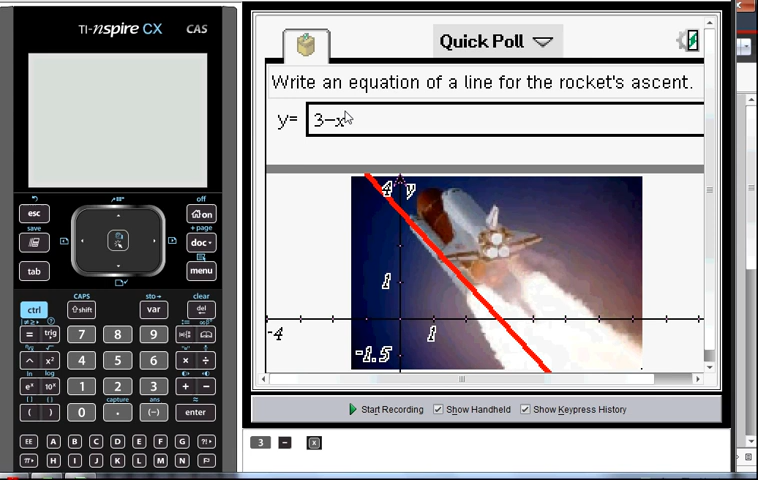 TI-nspire CX CAS
Quick Poll
Write an equation of a line for the rocket's ascent.
y= 3−x
4 y
1
-4 1
-1.5
off
esc on
save + page
doc
tab menu
CAPS sto→ clear
ctrl shift var del
= trig 7 8 9
^ x² 4 5 6 × ÷
ln log
eˣ 10ˣ 1 2 3 + −
capture ans
( ) 0 . (−) enter
EE A B C D E F G ?!
π H I J K L M N
Start Recording Show Handheld Show Keypress History
3 − x